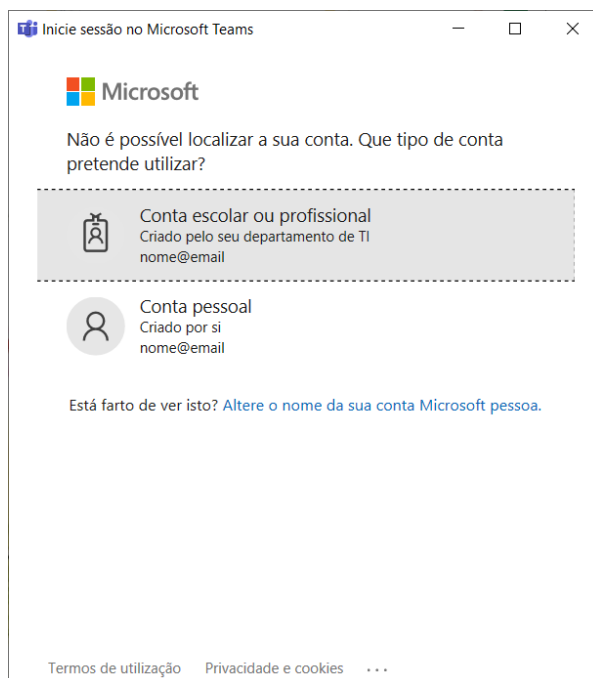 Inicie sessão no Microsoft Teams
Microsoft
Não é possível localizar a sua conta. Que tipo de conta
pretende utilizar?
Conta escolar ou profissional
Criado pelo seu departamento de TI
nome@email
Conta pessoal
Criado por si
nome@email
Está farto de ver isto? Altere o nome da sua conta Microsoft pessoa.
Termos de utilização Privacidade e cookies ...